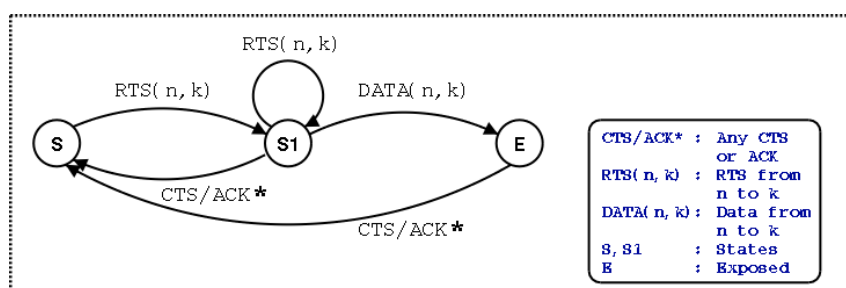 RTS( n, k)
RTS( n, k)
DATA( n, k)
S
S1
E
CTS/ACK*
CTS/ACK*
CTS/ACK* : Any CTS
or ACK
RTS( n, k) : RTS from
n to k
DATA( n, k) : Data from
n to k
S, S1 : States
E : Exposed